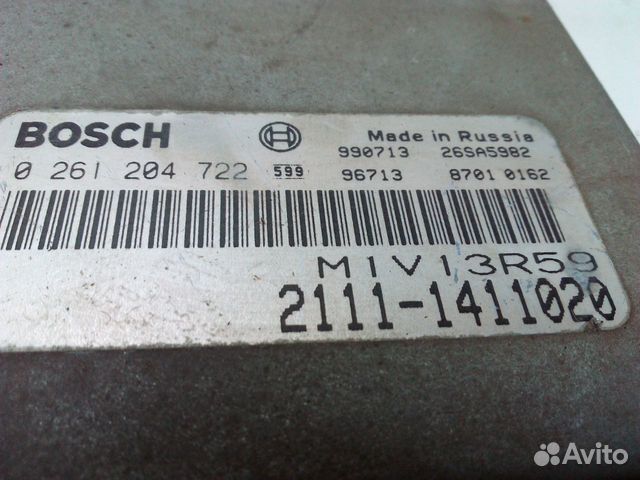 BOSCH
Made in Russia
990713 26SA5982
0 261 204 722 599 96713 8701 0162
M1V13R59
2111-1411020
Avito